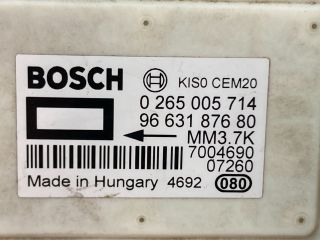 BOSCH KIS0 CEM20
0 265 005 714
96 631 876 80
MM3.7K
7004690
07260
Made in Hungary 4692 080